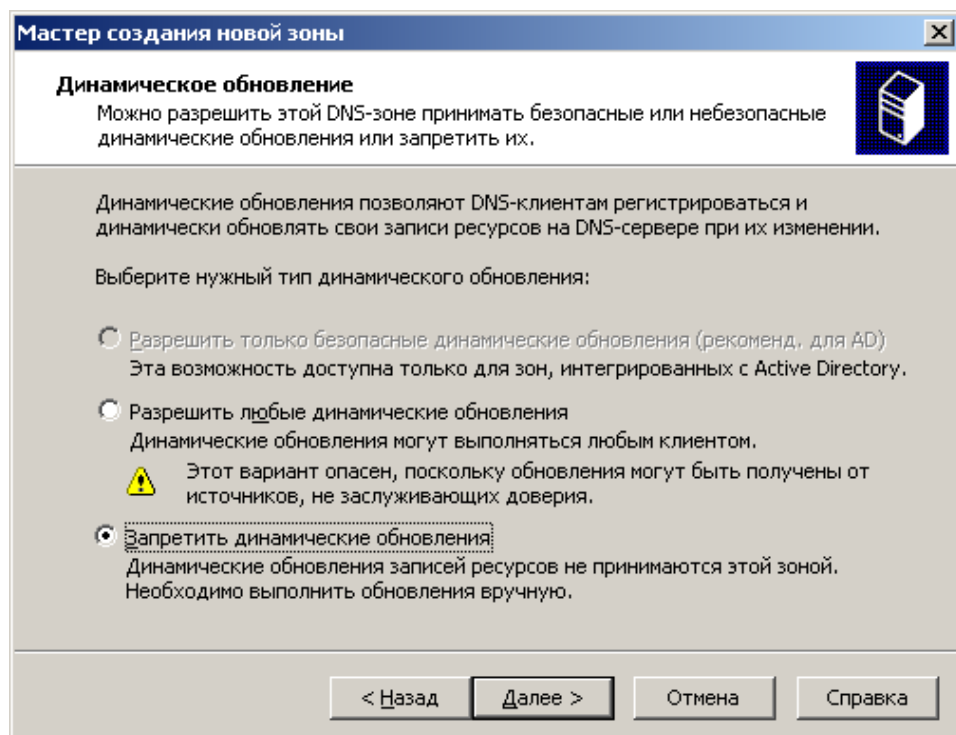 Мастер создания новой зоны
Динамическое обновление
Можно разрешить этой DNS-зоне принимать безопасные или небезопасные
динамические обновления или запретить их.
Динамические обновления позволяют DNS-клиентам регистрироваться и
динамически обновлять свои записи ресурсов на DNS-сервере при их изменении.
Выберите нужный тип динамического обновления:
Разрешить только безопасные динамические обновления (рекоменд. для AD)
Эта возможность доступна только для зон, интегрированных с Active Directory.
Разрешить любые динамические обновления
Динамические обновления могут выполняться любым клиентом.
Этот вариант опасен, поскольку обновления могут быть получены от
источников, не заслуживающих доверия.
Запретить динамические обновления
Динамические обновления записей ресурсов не принимаются этой зоной.
Необходимо выполнить обновления вручную.
< Назад Далее > Отмена Справка